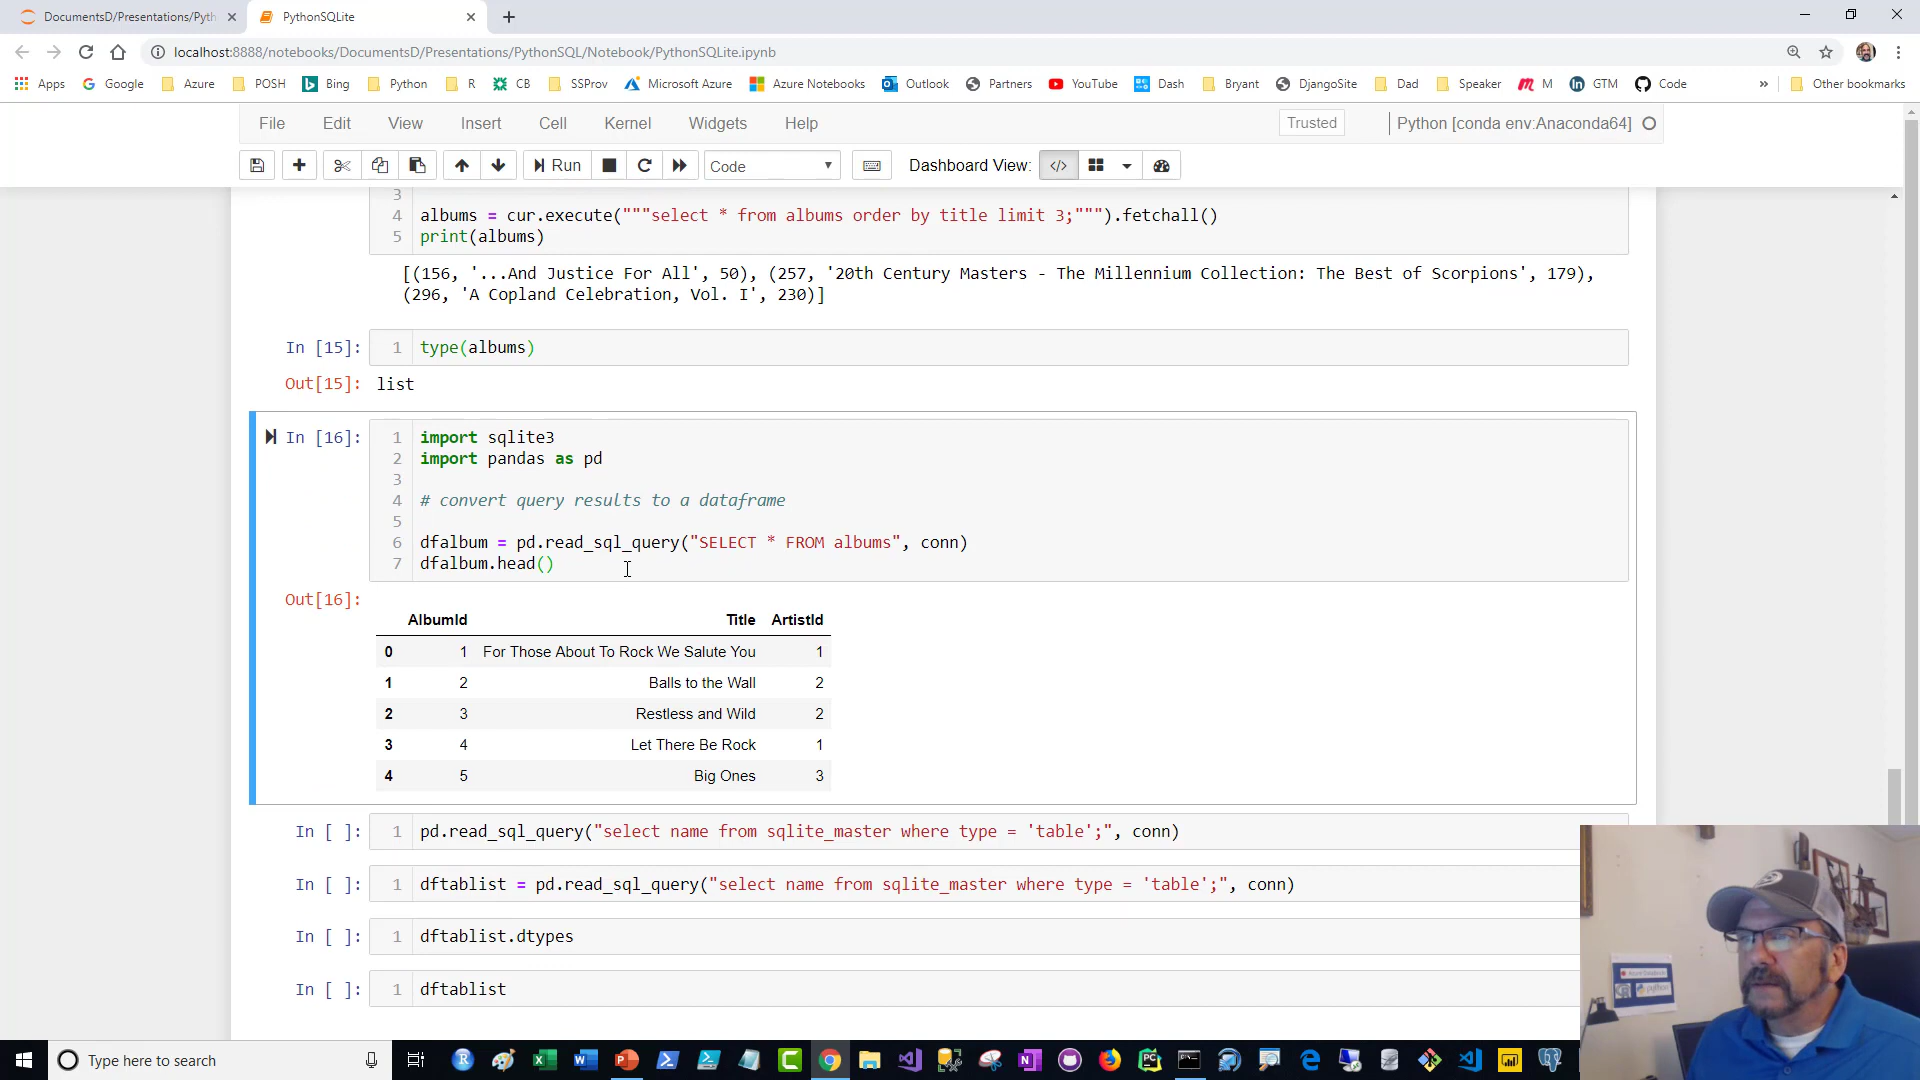 DocumentsD/Presentations/Pyth
PythonSQLite
localhost:8888/notebooks/DocumentsD/Presentations/PythonSQL/Notebook/PythonSQLite.ipynb
Apps Google Azure POSH Bing Python R CB SSProv Microsoft Azure Azure Notebooks Outlook Partners YouTube Dash Bryant DjangoSite Dad Speaker M GTM Code » Other bookmarks
File Edit View Insert Cell Kernel Widgets Help Trusted Python [conda env:Anaconda64]
Run Code Dashboard View:
3
4 albums = cur.execute("""select * from albums order by title limit 3;""").fetchall()
5 print(albums)
[(156, '...And Justice For All', 50), (257, '20th Century Masters - The Millennium Collection: The Best of Scorpions', 179),
(296, 'A Copland Celebration, Vol. I', 230)]
In [15]: 1 type(albums)
Out[15]: list
In [16]: 1 import sqlite3
2 import pandas as pd
3
4 # convert query results to a dataframe
5
6 dfalbum = pd.read_sql_query("SELECT * FROM albums", conn)
7 dfalbum.head()
Out[16]:
AlbumId Title ArtistId
0 1 For Those About To Rock We Salute You 1
1 2 Balls to the Wall 2
2 3 Restless and Wild 2
3 4 Let There Be Rock 1
4 5 Big Ones 3
In [ ]: 1 pd.read_sql_query("select name from sqlite_master where type = 'table';", conn)
In [ ]: 1 dftablist = pd.read_sql_query("select name from sqlite_master where type = 'table';", conn)
In [ ]: 1 dftablist.dtypes
In [ ]: 1 dftablist
Type here to search